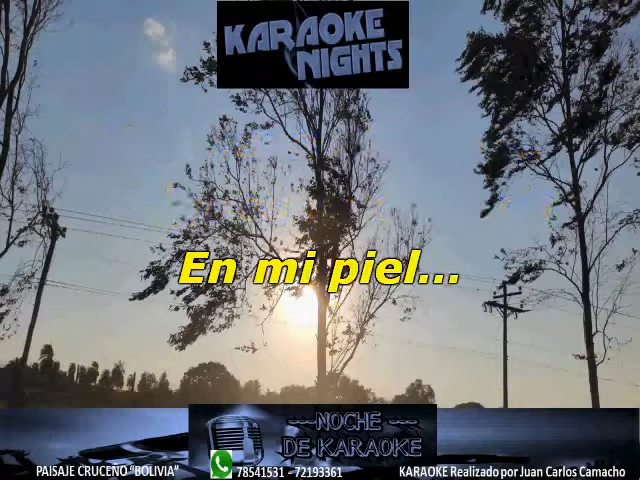 KARAOKE
NIGHTS
En mi piel...
---NOCHE---
DE KARAOKE
PAISAJE CRUCEÑO "BOLIVIA"
78541531 - 72193361
KARAOKE Realizado por Juan Carlos Camacho